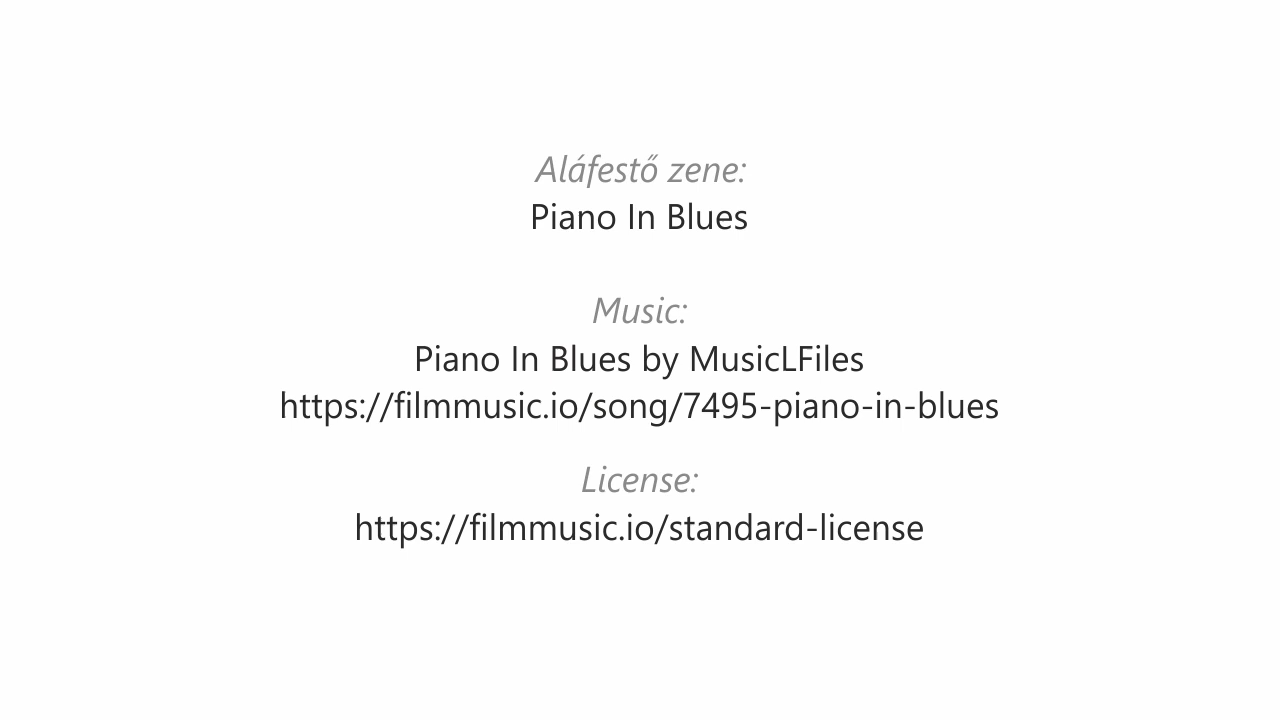 Aláfestő zene:
Piano In Blues
Music:
Piano In Blues by MusicLFiles
https://filmmusic.io/song/7495-piano-in-blues
License:
https://filmmusic.io/standard-license